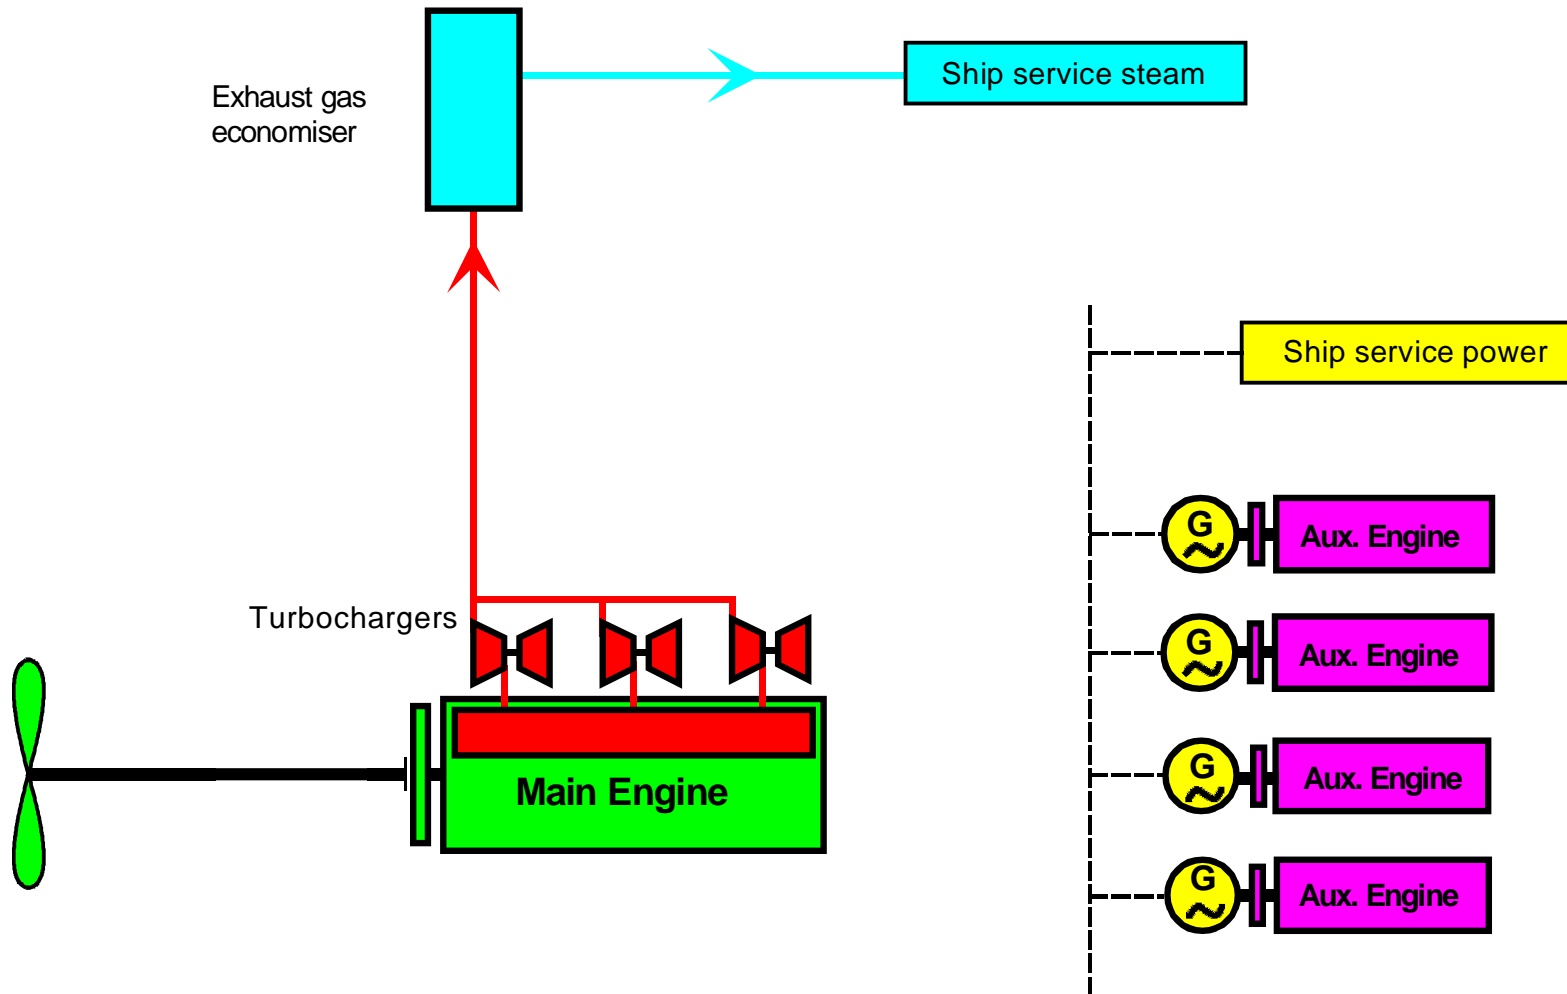 Ship service steam
Exhaust gas
economiser
Ship service power
G
Aux. Engine
Turbochargers
G
Aux. Engine
Main Engine
G
Aux. Engine
G
Aux. Engine